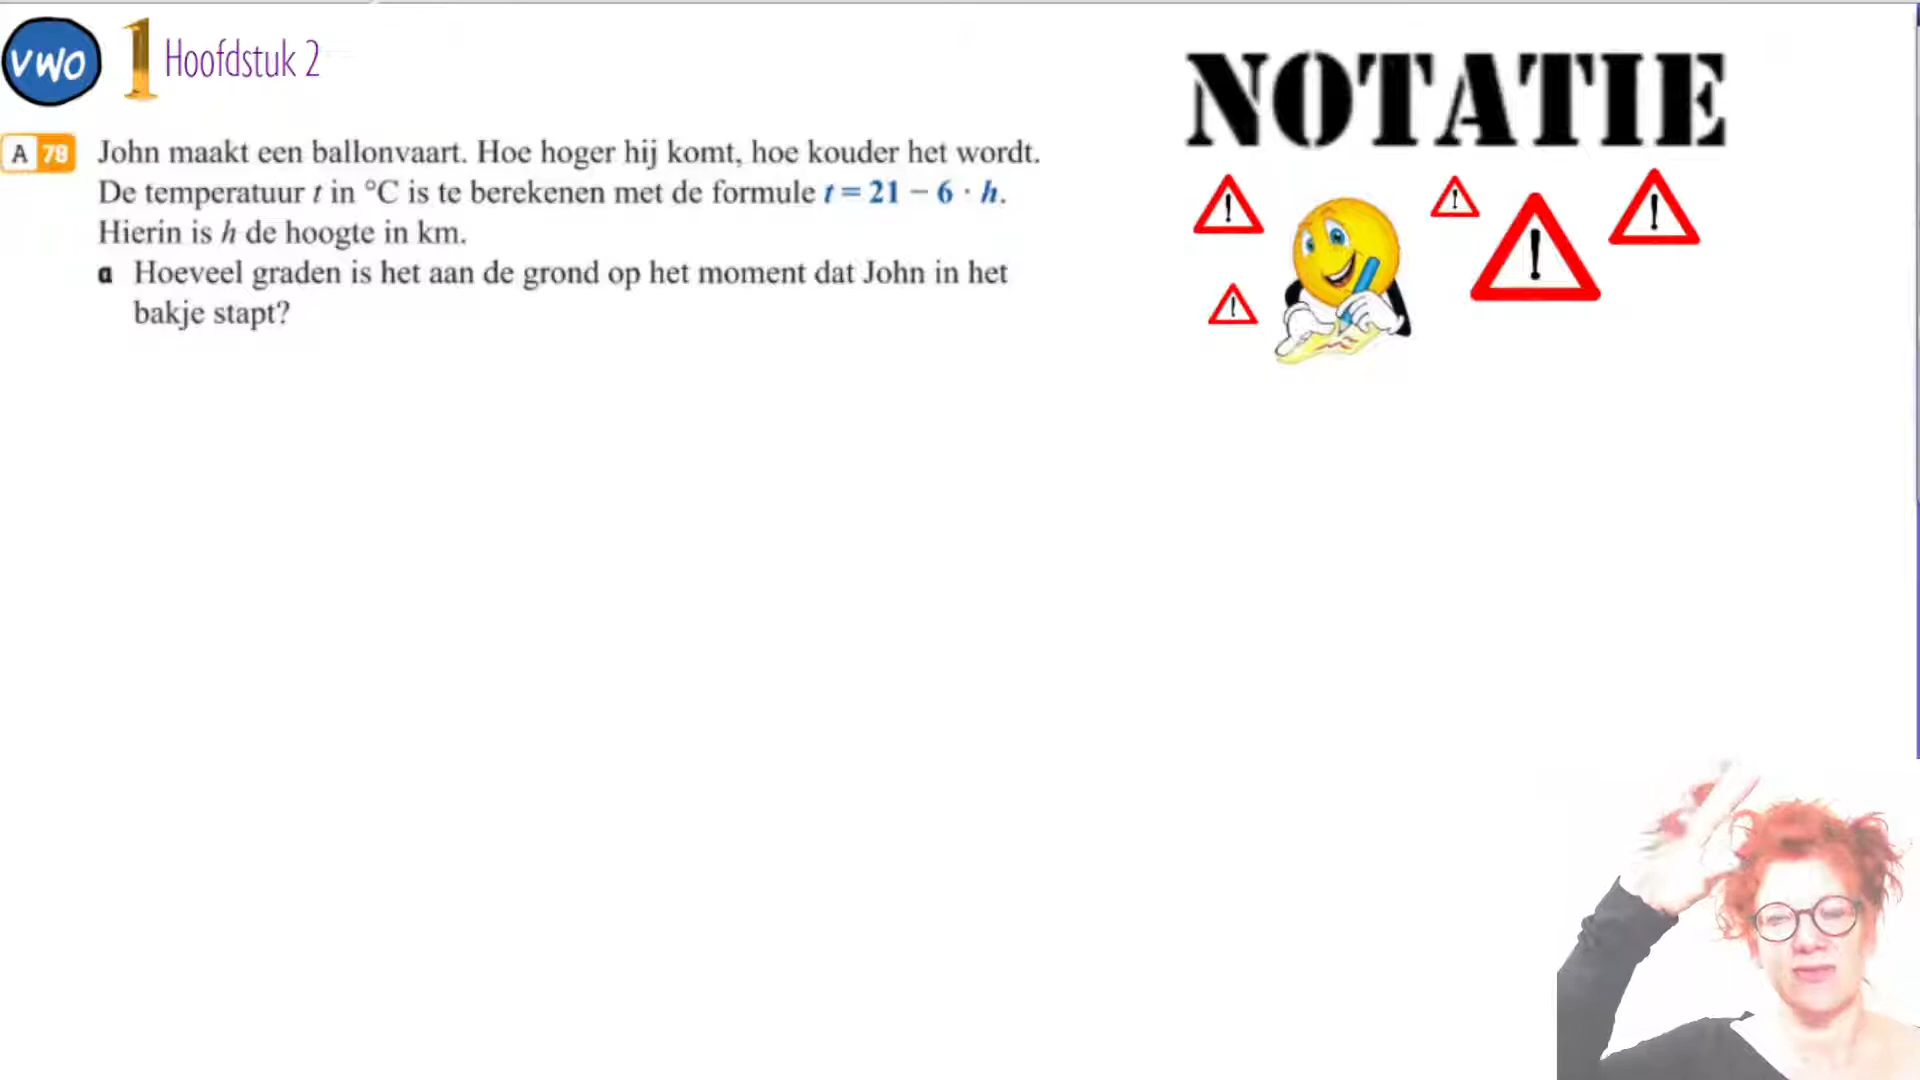 VWO 1 Hoofdstuk 2
NOTATIE
A 78 John maakt een ballonvaart. Hoe hoger hij komt, hoe kouder het wordt.
De temperatuur t in °C is te berekenen met de formule t = 21 − 6 · h.
Hierin is h de hoogte in km.
a Hoeveel graden is het aan de grond op het moment dat John in het
bakje stapt?
! ! ! !
!